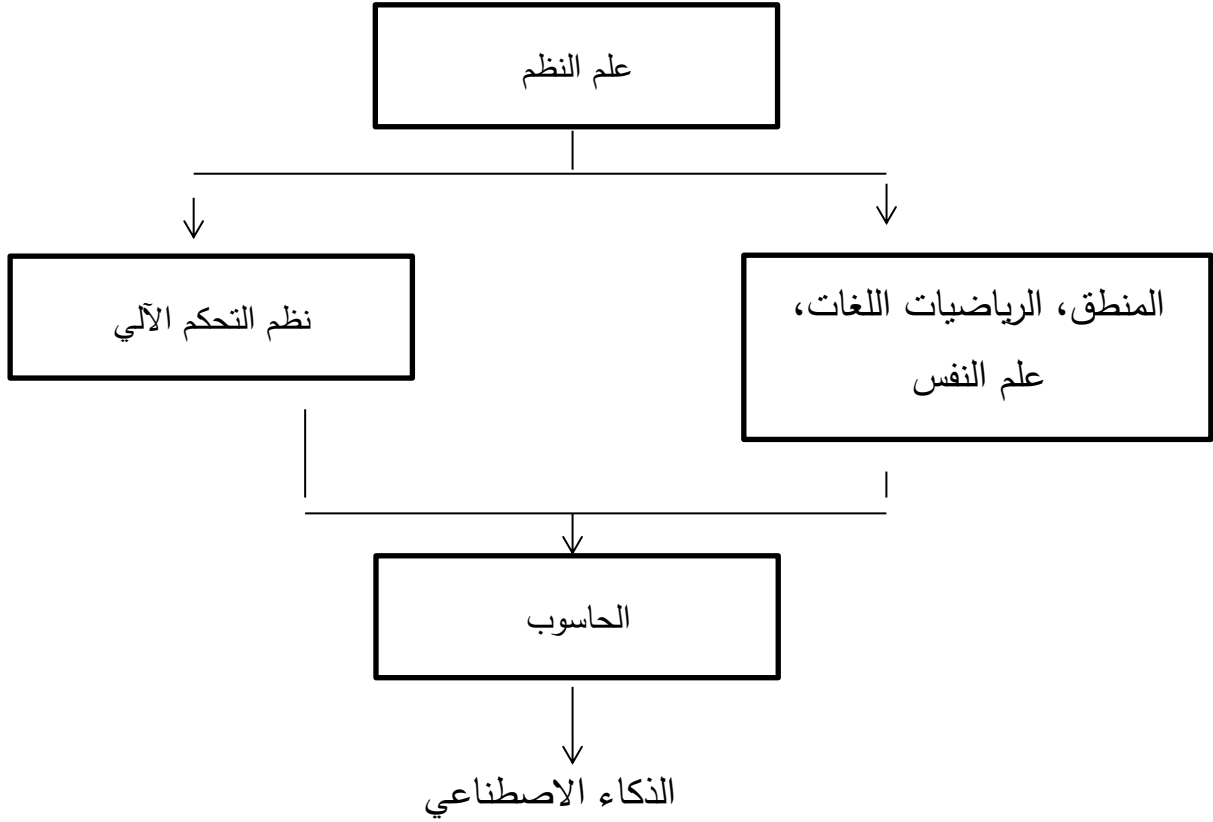 علم النظم
المنطق، الرياضيات اللغات،
علم النفس
نظم التحكم الآلي
الحاسوب
الذكاء الاصطناعي